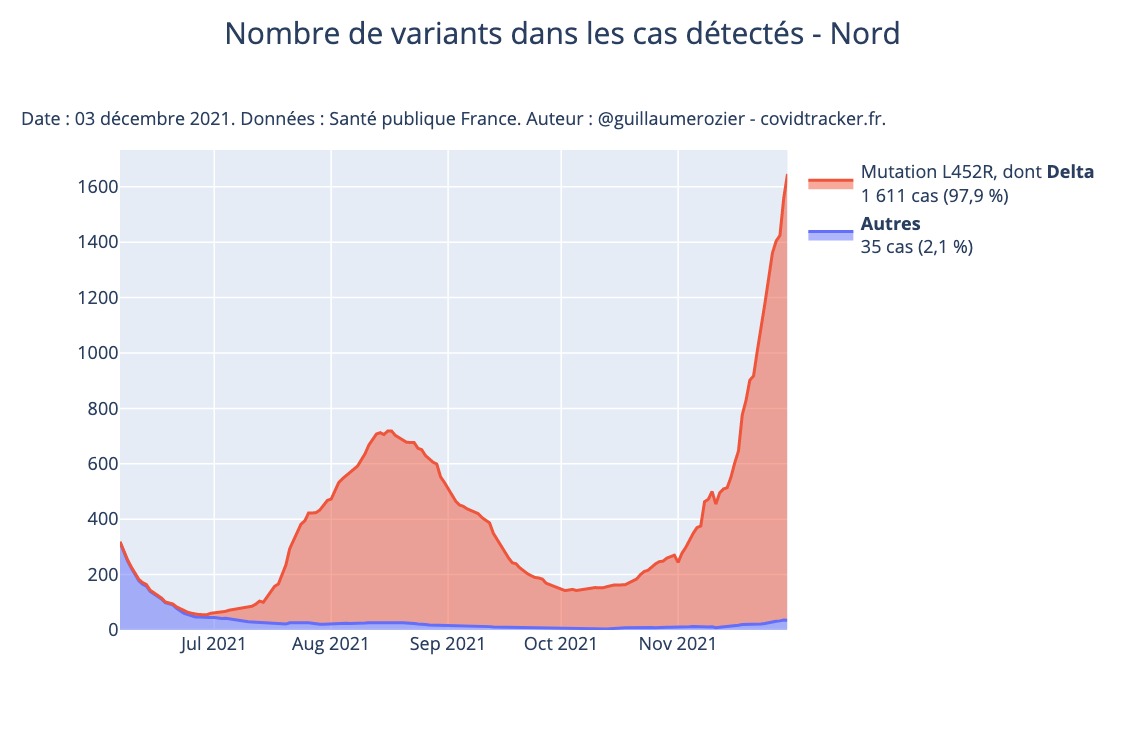 Nombre de variants dans les cas détectés - Nord
Date : 03 décembre 2021. Données : Santé publique France. Auteur : @guillaumerozier - covidtracker.fr.
Mutation L452R, dont Delta
1 611 cas (97,9 %)
Autres
35 cas (2,1 %)
1600
1400
1200
1000
800
600
400
200
0
Jul 2021 Aug 2021 Sep 2021 Oct 2021 Nov 2021